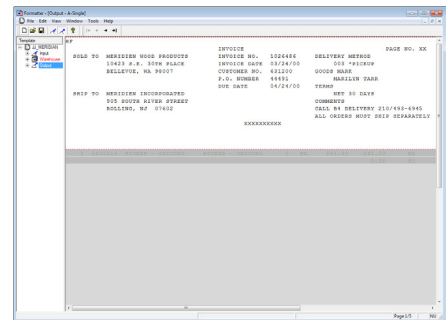 Formatter - [Output - A-Single]
File Edit View Window Tools Help
Template
JJ_MERIDIAN
Input
Warehouse
Output
INVOICE PAGE NO. XX
SOLD TO MERIDIEN WOOD PRODUCTS INVOICE NO. 1026486 DELIVERY METHOD
10423 S.E. 30TH PLACE INVOICE DATE 03/24/00 003 *PICKUP
BELLEVUE, WA 98007 CUSTOMER NO. 631200 GOODS MARK
P.O. NUMBER 44491 MARILYN TARR
DUE DATE 04/24/00 TERMS
SHIP TO MERIDIEN INCORPORATED NET 30 DAYS
905 SOUTH RIVER STREET COMMENTS
ROLLING, NJ 07602 CALL B4 DELIVERY 210/493-6945
ALL ORDERS MUST SHIP SEPARATELY
XXXXXXXXXX
Page 1/5